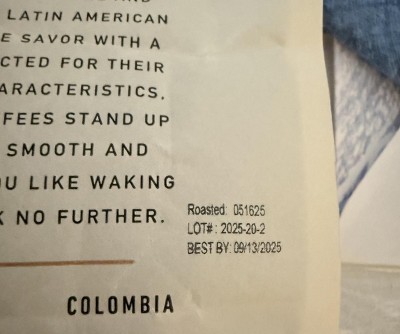 LATIN AMERICAN
E SAVOR WITH A
CTED FOR THEIR
ARACTERISTICS.
FEES STAND UP
SMOOTH AND
OU LIKE WAKING
K NO FURTHER.
Roasted: 051625
LOT#: 2025-20-2
BEST BY: 09/13/2025
COLOMBIA